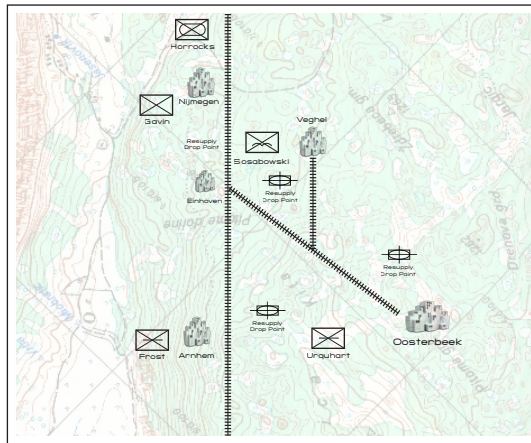 Horrocks
Nijmegen
Gavin
Veghel
Resupply
Drop Point
Sosabowski
Einhoven
Resupply
Drop Point
Resupply
Drop Point
Resupply
Drop Point
Frost
Arnhem
Urquhart
Oosterbeek